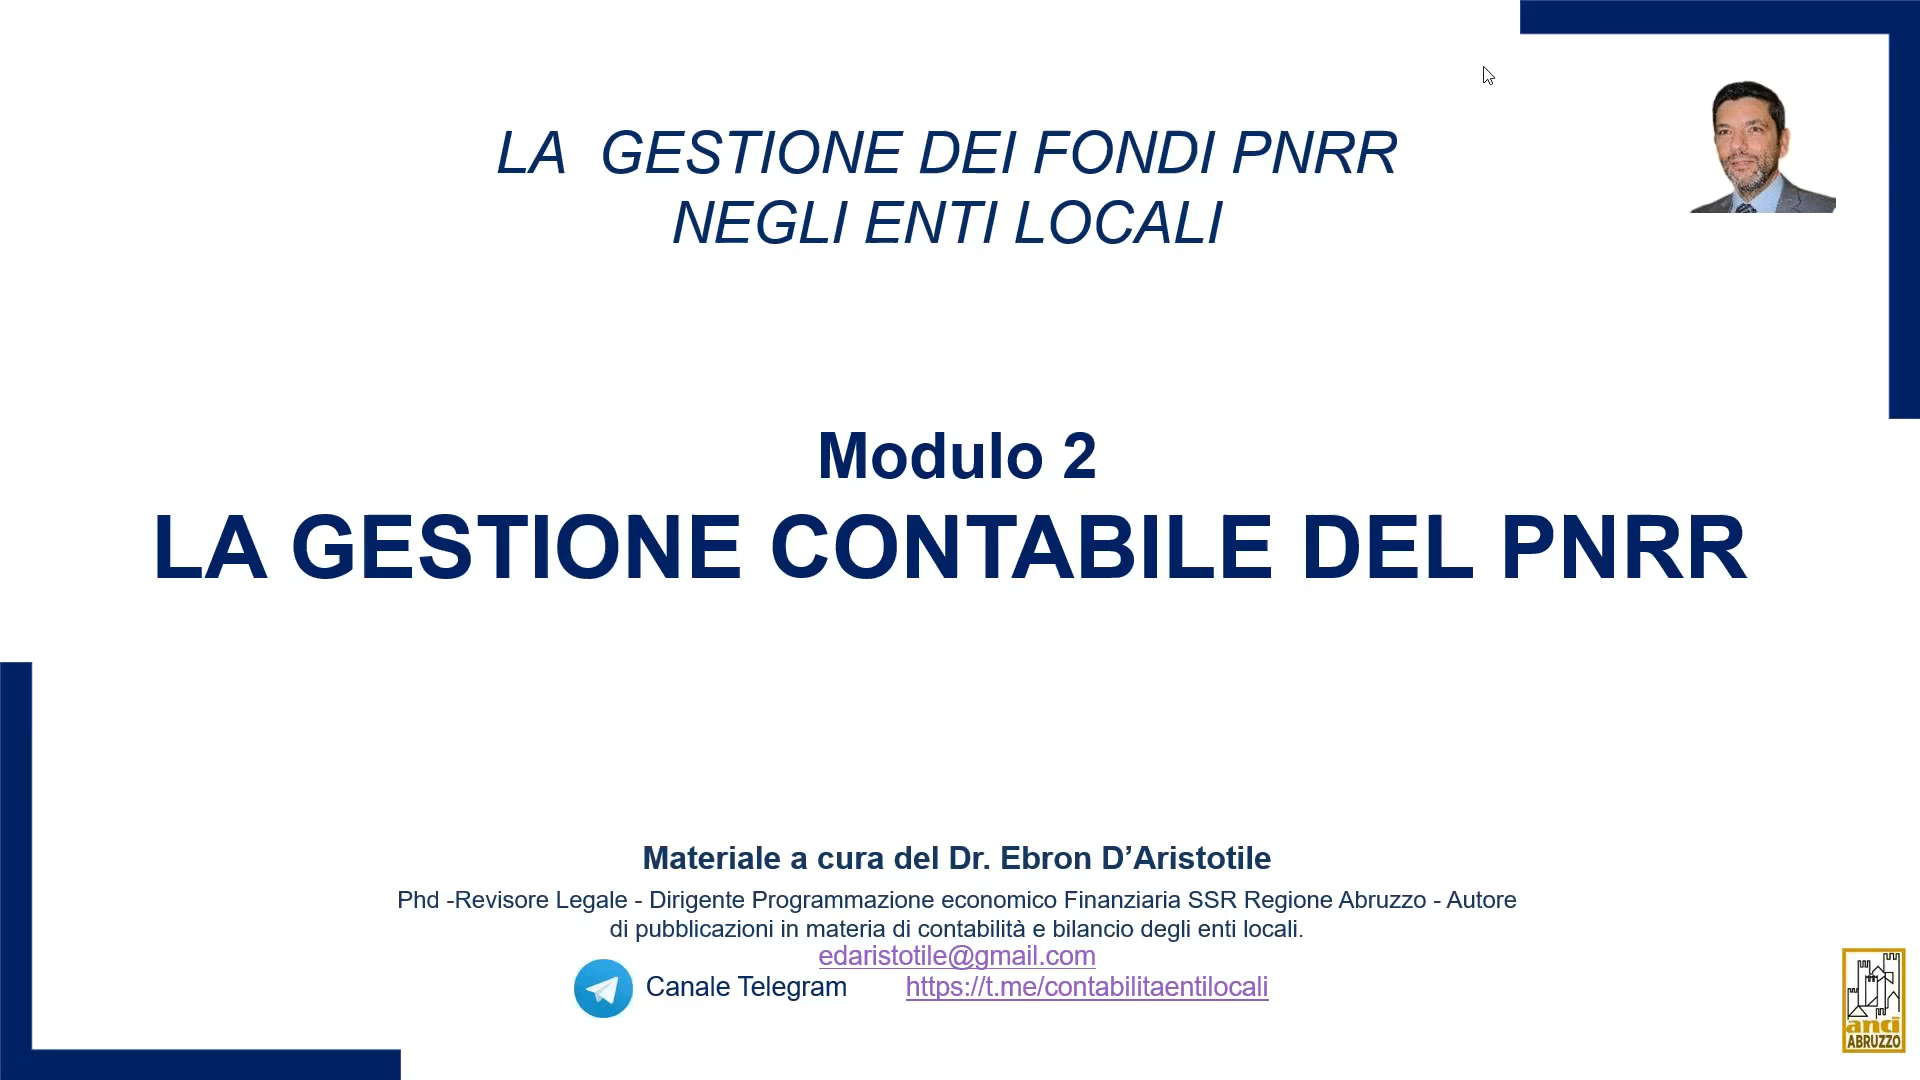 LA GESTIONE DEI FONDI PNRR
NEGLI ENTI LOCALI
Modulo 2
LA GESTIONE CONTABILE DEL PNRR
Materiale a cura del Dr. Ebron D’Aristotile
Phd -Revisore Legale - Dirigente Programmazione economico Finanziaria SSR Regione Abruzzo - Autore
di pubblicazioni in materia di contabilità e bilancio degli enti locali.
edaristotile@gmail.com
Canale Telegram https://t.me/contabilitaentilocali
anci
ABRUZZO